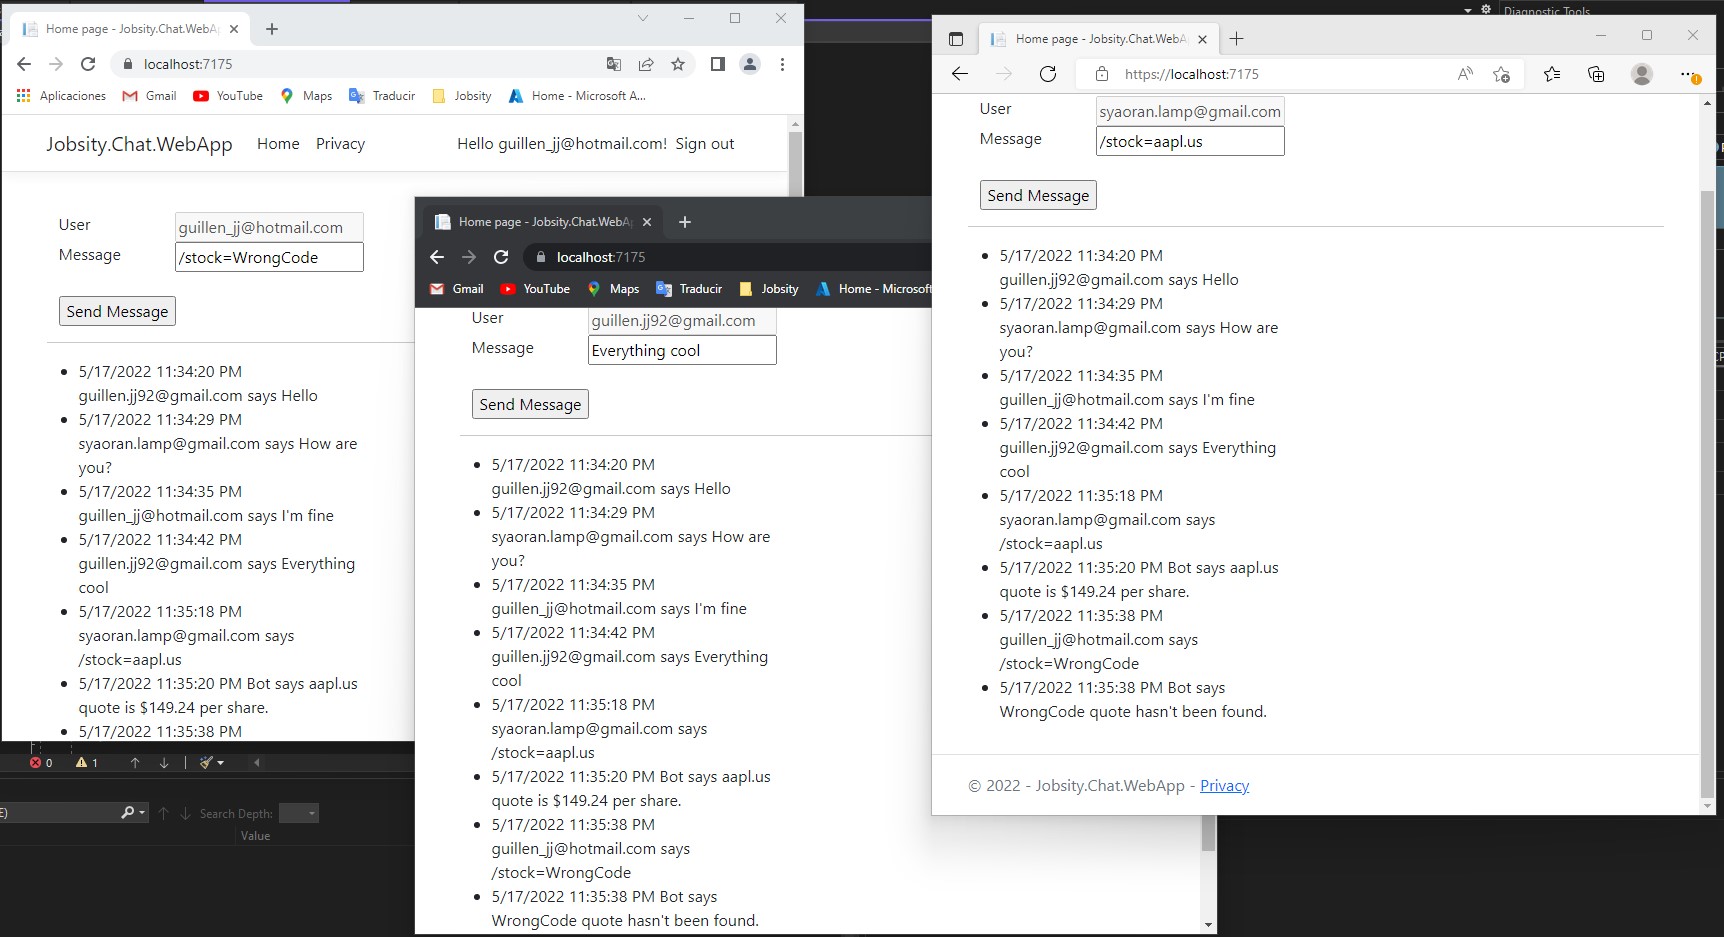 Home page - Jobsity.Chat.WebAp
localhost:7175
Aplicaciones Gmail YouTube Maps Traducir Jobsity Home - Microsoft A...
Jobsity.Chat.WebApp Home Privacy Hello guillen_jj@hotmail.com! Sign out
User guillen_jj@hotmail.com
Message /stock=WrongCode
Send Message
5/17/2022 11:34:20 PM
guillen.jj92@gmail.com says Hello
5/17/2022 11:34:29 PM
syaoran.lamp@gmail.com says How are
you?
5/17/2022 11:34:35 PM
guillen_jj@hotmail.com says I'm fine
5/17/2022 11:34:42 PM
guillen.jj92@gmail.com says Everything
cool
5/17/2022 11:35:18 PM
syaoran.lamp@gmail.com says
/stock=aapl.us
5/17/2022 11:35:20 PM Bot says aapl.us
quote is $149.24 per share.
5/17/2022 11:35:38 PM
0 1
Search Depth:
Value
Home page - Jobsity.Chat.WebAp
localhost:7175
Gmail YouTube Maps Traducir Jobsity Home - Microsoft
User guillen.jj92@gmail.com
Message Everything cool
Send Message
5/17/2022 11:34:20 PM
guillen.jj92@gmail.com says Hello
5/17/2022 11:34:29 PM
syaoran.lamp@gmail.com says How are
you?
5/17/2022 11:34:35 PM
guillen_jj@hotmail.com says I'm fine
5/17/2022 11:34:42 PM
guillen.jj92@gmail.com says Everything
cool
5/17/2022 11:35:18 PM
syaoran.lamp@gmail.com says
/stock=aapl.us
5/17/2022 11:35:20 PM Bot says aapl.us
quote is $149.24 per share.
5/17/2022 11:35:38 PM
guillen_jj@hotmail.com says
/stock=WrongCode
5/17/2022 11:35:38 PM Bot says
WrongCode quote hasn't been found.
Diagnostic Tools
Home page - Jobsity.Chat.WebA
https://localhost:7175
User syaoran.lamp@gmail.com
Message /stock=aapl.us
Send Message
5/17/2022 11:34:20 PM
guillen.jj92@gmail.com says Hello
5/17/2022 11:34:29 PM
syaoran.lamp@gmail.com says How are
you?
5/17/2022 11:34:35 PM
guillen_jj@hotmail.com says I'm fine
5/17/2022 11:34:42 PM
guillen.jj92@gmail.com says Everything
cool
5/17/2022 11:35:18 PM
syaoran.lamp@gmail.com says
/stock=aapl.us
5/17/2022 11:35:20 PM Bot says aapl.us
quote is $149.24 per share.
5/17/2022 11:35:38 PM
guillen_jj@hotmail.com says
/stock=WrongCode
5/17/2022 11:35:38 PM Bot says
WrongCode quote hasn't been found.
© 2022 - Jobsity.Chat.WebApp - Privacy